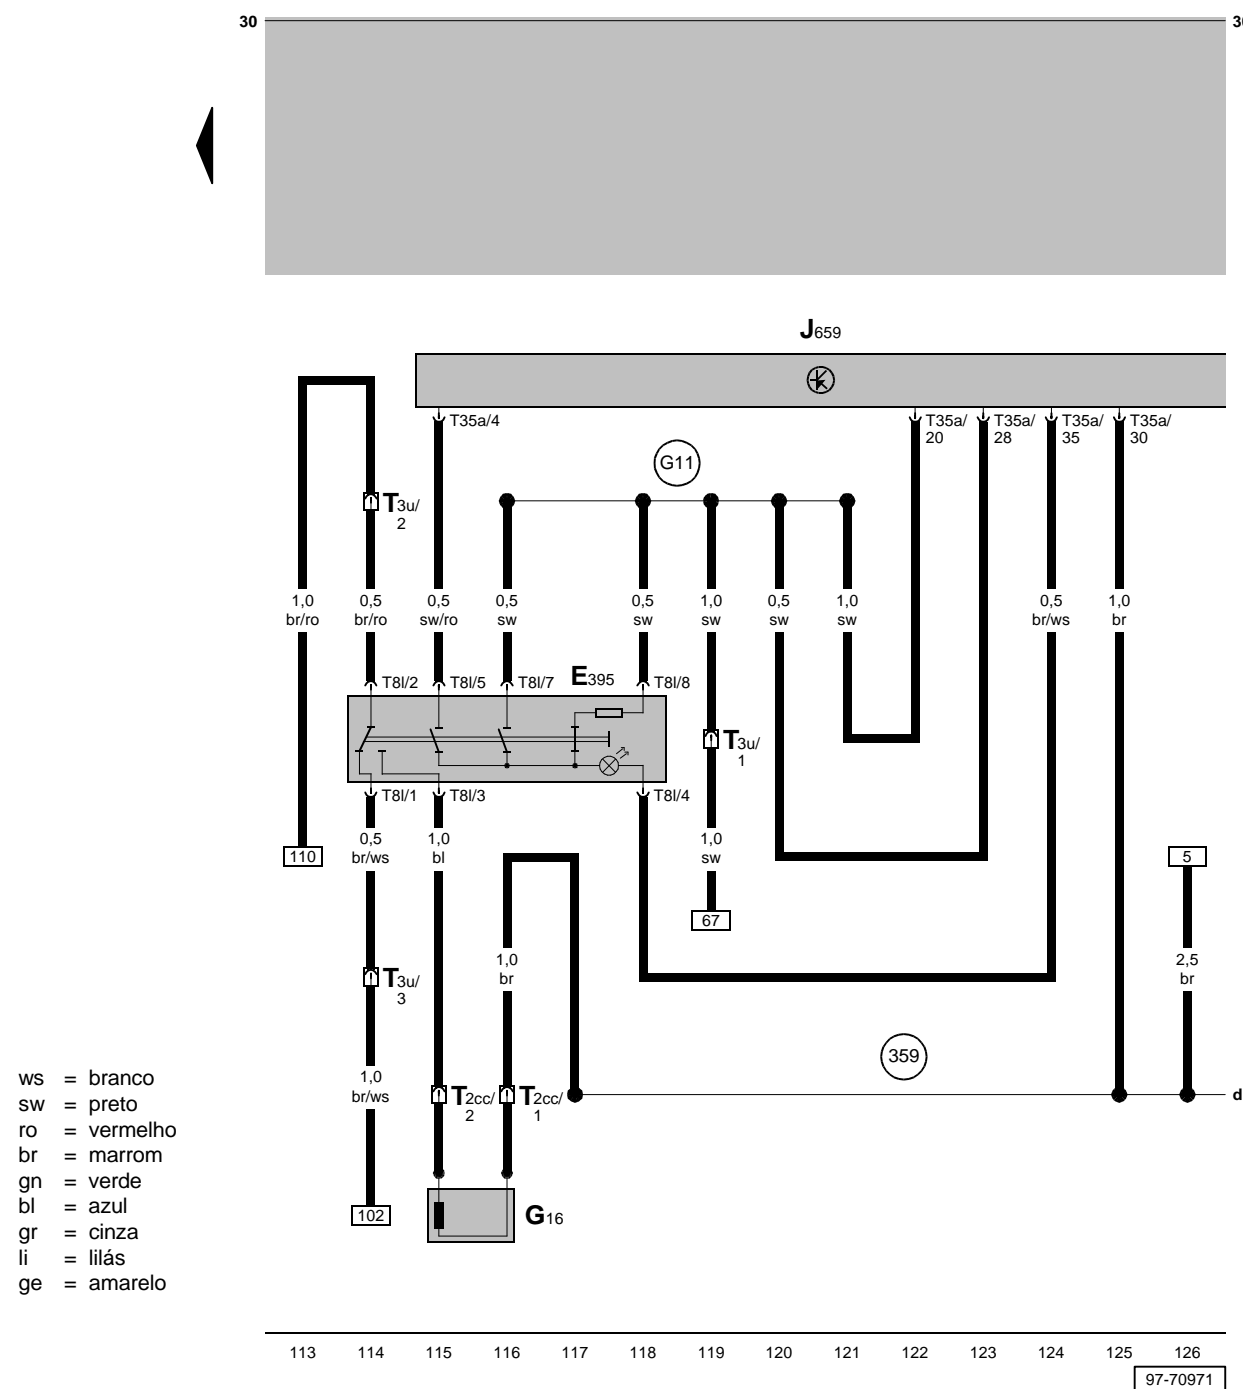 30
30
J659
T35a/4
T35a/
20
T35a/
28
T35a/
35
T35a/
30
G11
T3u/
2
1,0
br/ro
0,5
br/ro
0,5
sw/ro
0,5
sw
0,5
sw
1,0
sw
0,5
sw
1,0
sw
0,5
br/ws
1,0
br
E395
T8l/2
T8l/5
T8l/7
T8l/8
T3u/
1
T8l/1
T8l/3
T8l/4
0,5
br/ws
1,0
bl
1,0
sw
110
5
67
1,0
br
2,5
br
T3u/
3
359
1,0
br/ws
T2cc/
2
T2cc/
1
d
102
G16
ws = branco
sw = preto
ro = vermelho
br = marrom
gn = verde
bl = azul
gr = cinza
li = lilás
ge = amarelo
113 114 115 116 117 118 119 120 121 122 123 124 125 126
97-70971